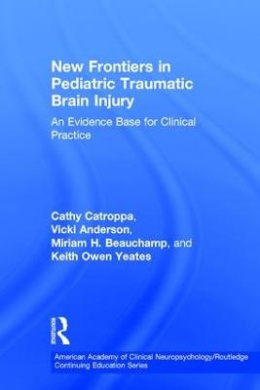 New Frontiers in
Pediatric Traumatic
Brain Injury
An Evidence Base for Clinical
Practice
Cathy Catroppa,
Vicki Anderson,
Miriam H. Beauchamp, and
Keith Owen Yeates
ROUTLEDGE
American Academy of Clinical Neuropsychology/Routledge
Continuing Education Series